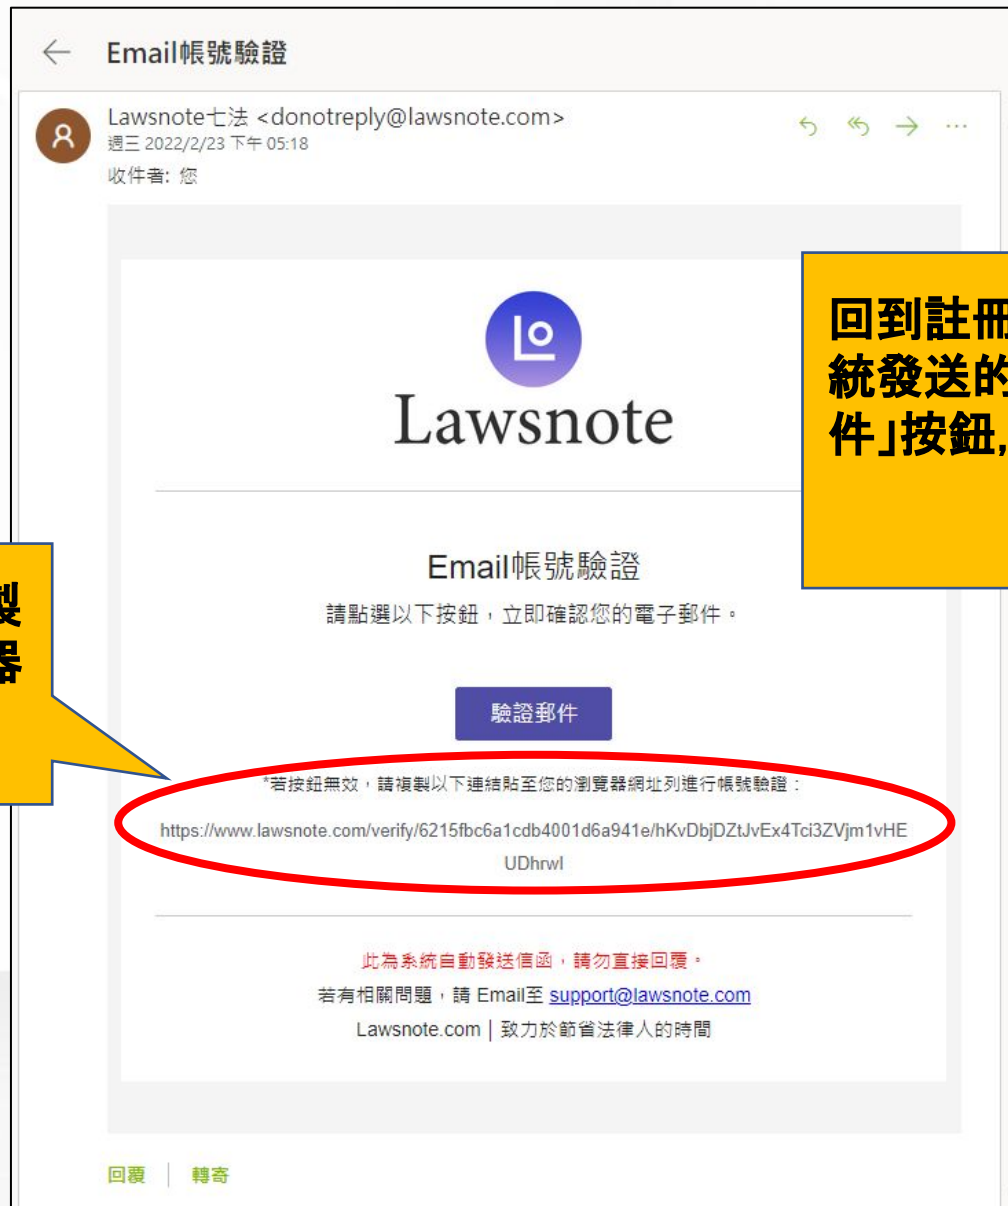 Email帳號驗證
Lawsnote七法 <donotreply@lawsnote.com>
週三 2022/2/23 下午 05:18
收件者: 您
Lawsnote
回到註冊
統發送的
件」按鈕,
Email帳號驗證
請點選以下按鈕，立即確認您的電子郵件。
製
器
驗證郵件
*若按鈕無效，請複製以下連結貼至您的瀏覽器網址列進行帳號驗證：
https://www.lawsnote.com/verify/6215fbc6a1cdb4001d6a941e/hKvDbjDZtJvEx4Tci3ZVjm1vHE
UDhrwI
此為系統自動發送信函，請勿直接回覆。
若有相關問題，請 Email至 support@lawsnote.com
Lawsnote.com | 致力於節省法律人的時間
回覆 | 轉寄